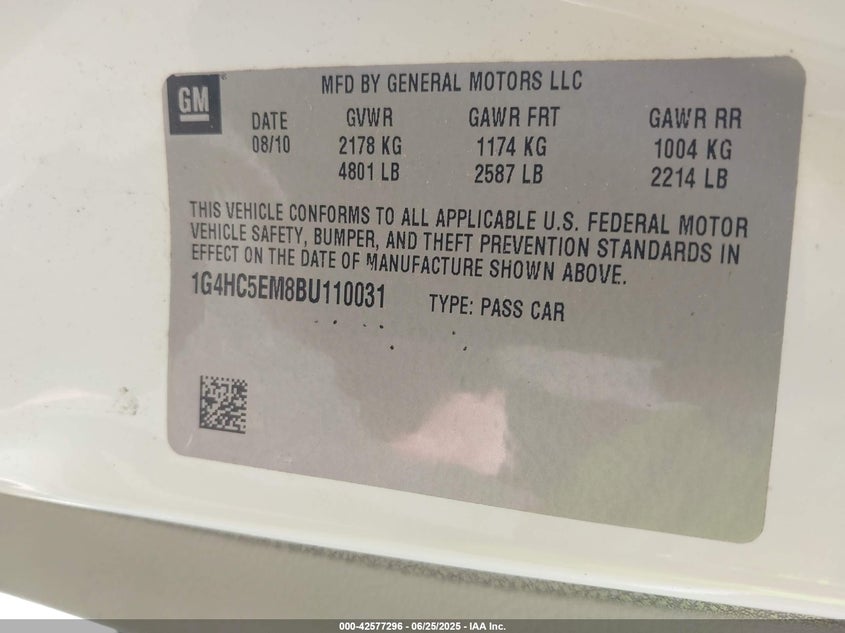 GM
MFD BY GENERAL MOTORS LLC
DATE GVWR GAWR FRT GAWR RR
08/10 2178 KG 1174 KG 1004 KG
4801 LB 2587 LB 2214 LB
THIS VEHICLE CONFORMS TO ALL APPLICABLE U.S. FEDERAL MOTOR
VEHICLE SAFETY, BUMPER, AND THEFT PREVENTION STANDARDS IN
EFFECT ON THE DATE OF MANUFACTURE SHOWN ABOVE.
1G4HC5EM8BU110031 TYPE: PASS CAR
000-42577296 - 06/25/2025 - IAA Inc.